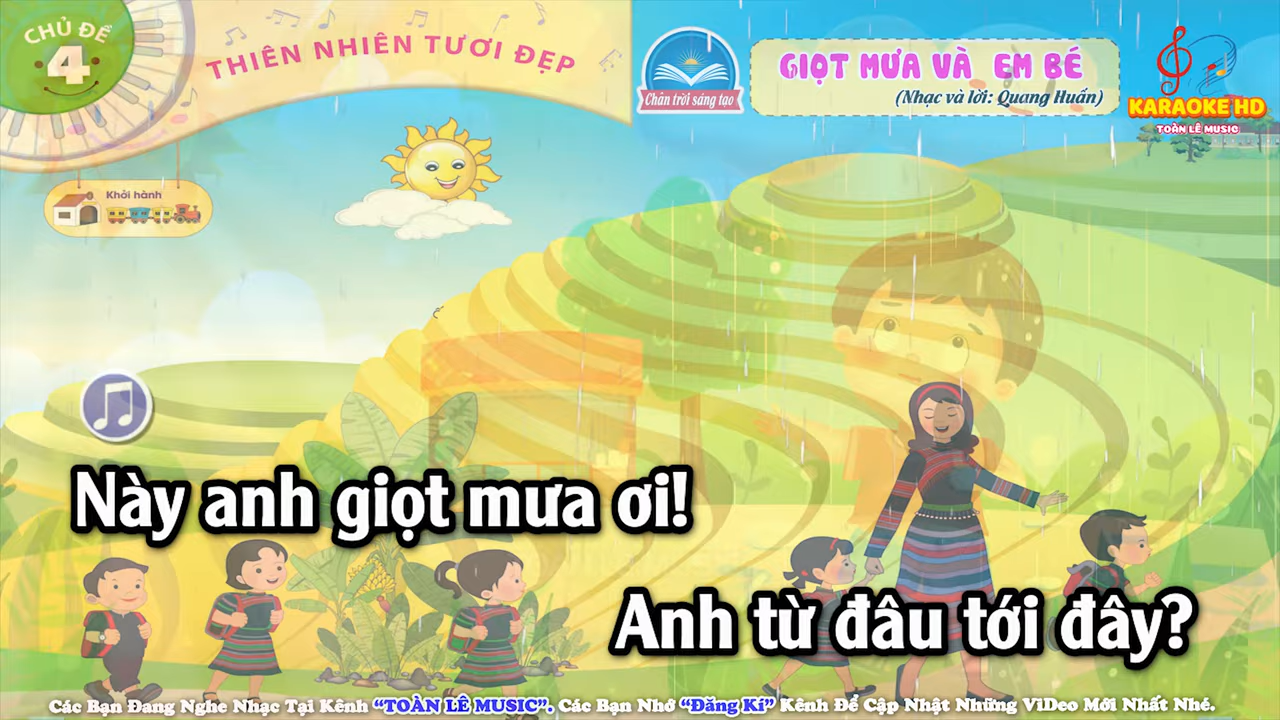 CHỦ ĐỀ
4
THIÊN NHIÊN TƯƠI ĐẸP
Chân trời sáng tạo
GIỌT MƯA VÀ EM BÉ
(Nhạc và lời: Quang Huấn)
KARAOKE HD
TOÀN LÊ MUSIC
Khởi hành
Này anh giọt mưa ơi!
Anh từ đâu tới đây?
Các Bạn Đang Nghe Nhạc Tại Kênh “TOÀN LÊ MUSIC”. Các Bạn Nhớ “Đăng Kí” Kênh Để Cập Nhật Những ViDeo Mới Nhất Nhé.